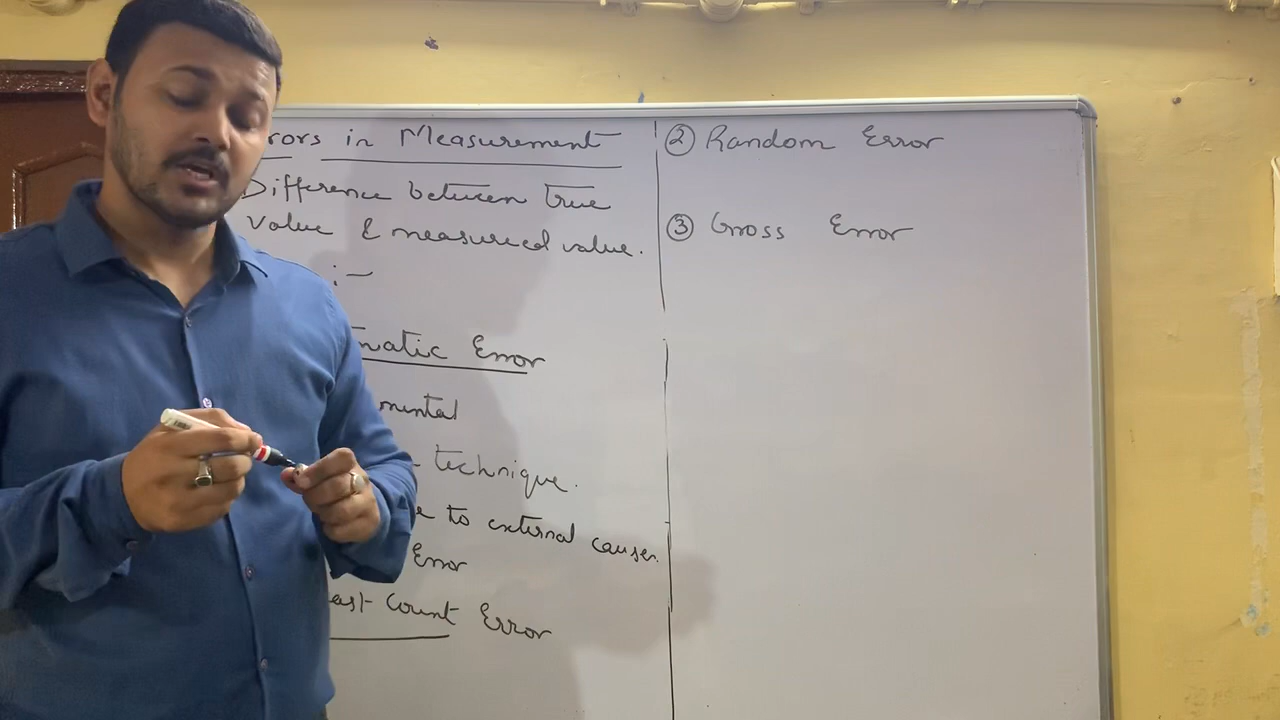 rors in Measurement
Difference between true
value & measured value.
:-
matic Error
mental
- technique.
e to external causes.
Error
ast Count Error
② Random Error
③ Gross Error